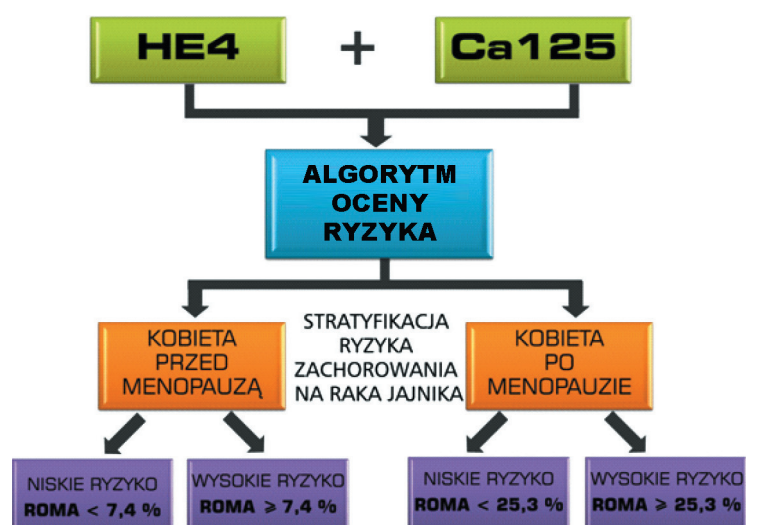 HE4 + Ca125
ALGORYTM
OCENY
RYZYKA
STRATYFIKACJA
RYZYKA
ZACHOROWANIA
NA RAKA JAJNIKA
KOBIETA
PRZED
MENOPAUZĄ
KOBIETA
PO
MENOPAUZIE
NISKIE RYZYKO
ROMA < 7,4 %
WYSOKIE RYZYKO
ROMA ⩾ 7,4 %
NISKIE RYZYKO
ROMA < 25,3 %
WYSOKIE RYZYKO
ROMA ⩾ 25,3 %